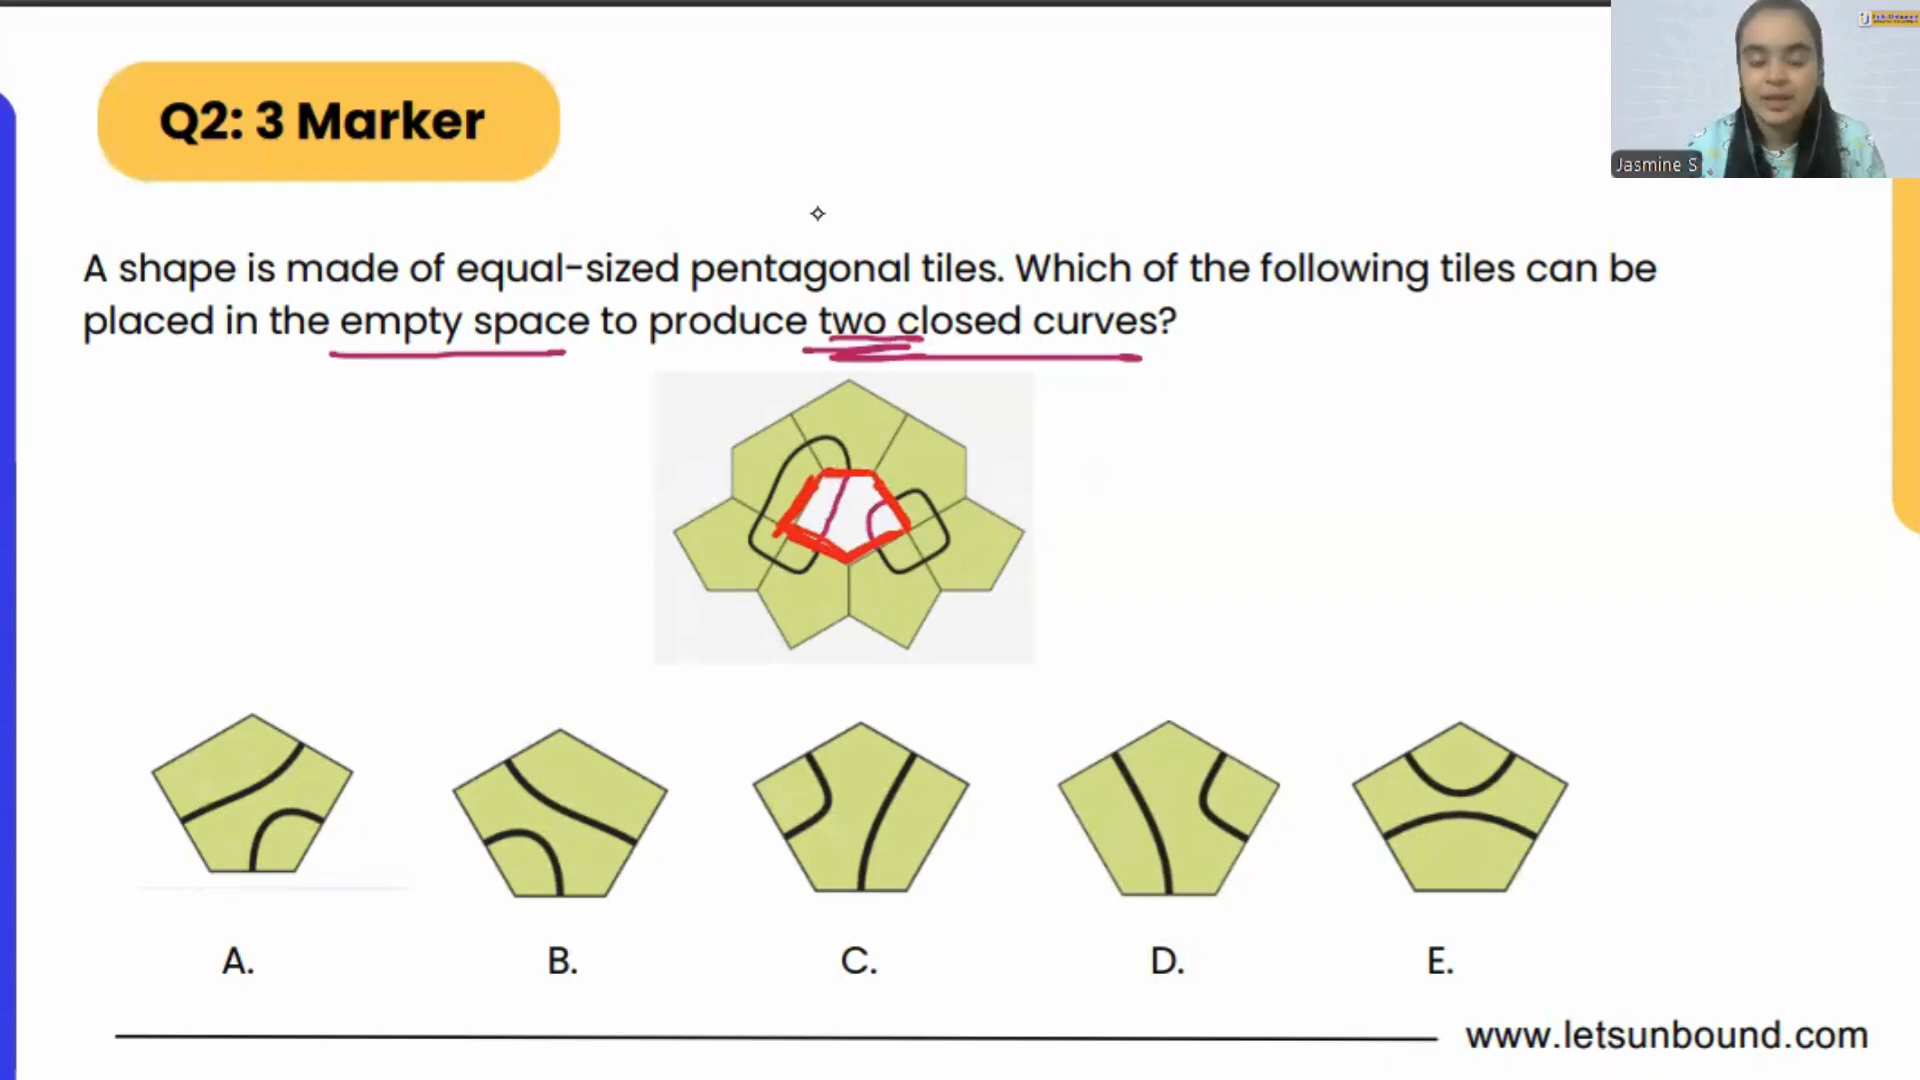 Q2: 3 Marker
Jasmine S
A shape is made of equal-sized pentagonal tiles. Which of the following tiles can be
placed in the empty space to produce two closed curves?
A.
B.
C.
D.
E.
www.letsunbound.com